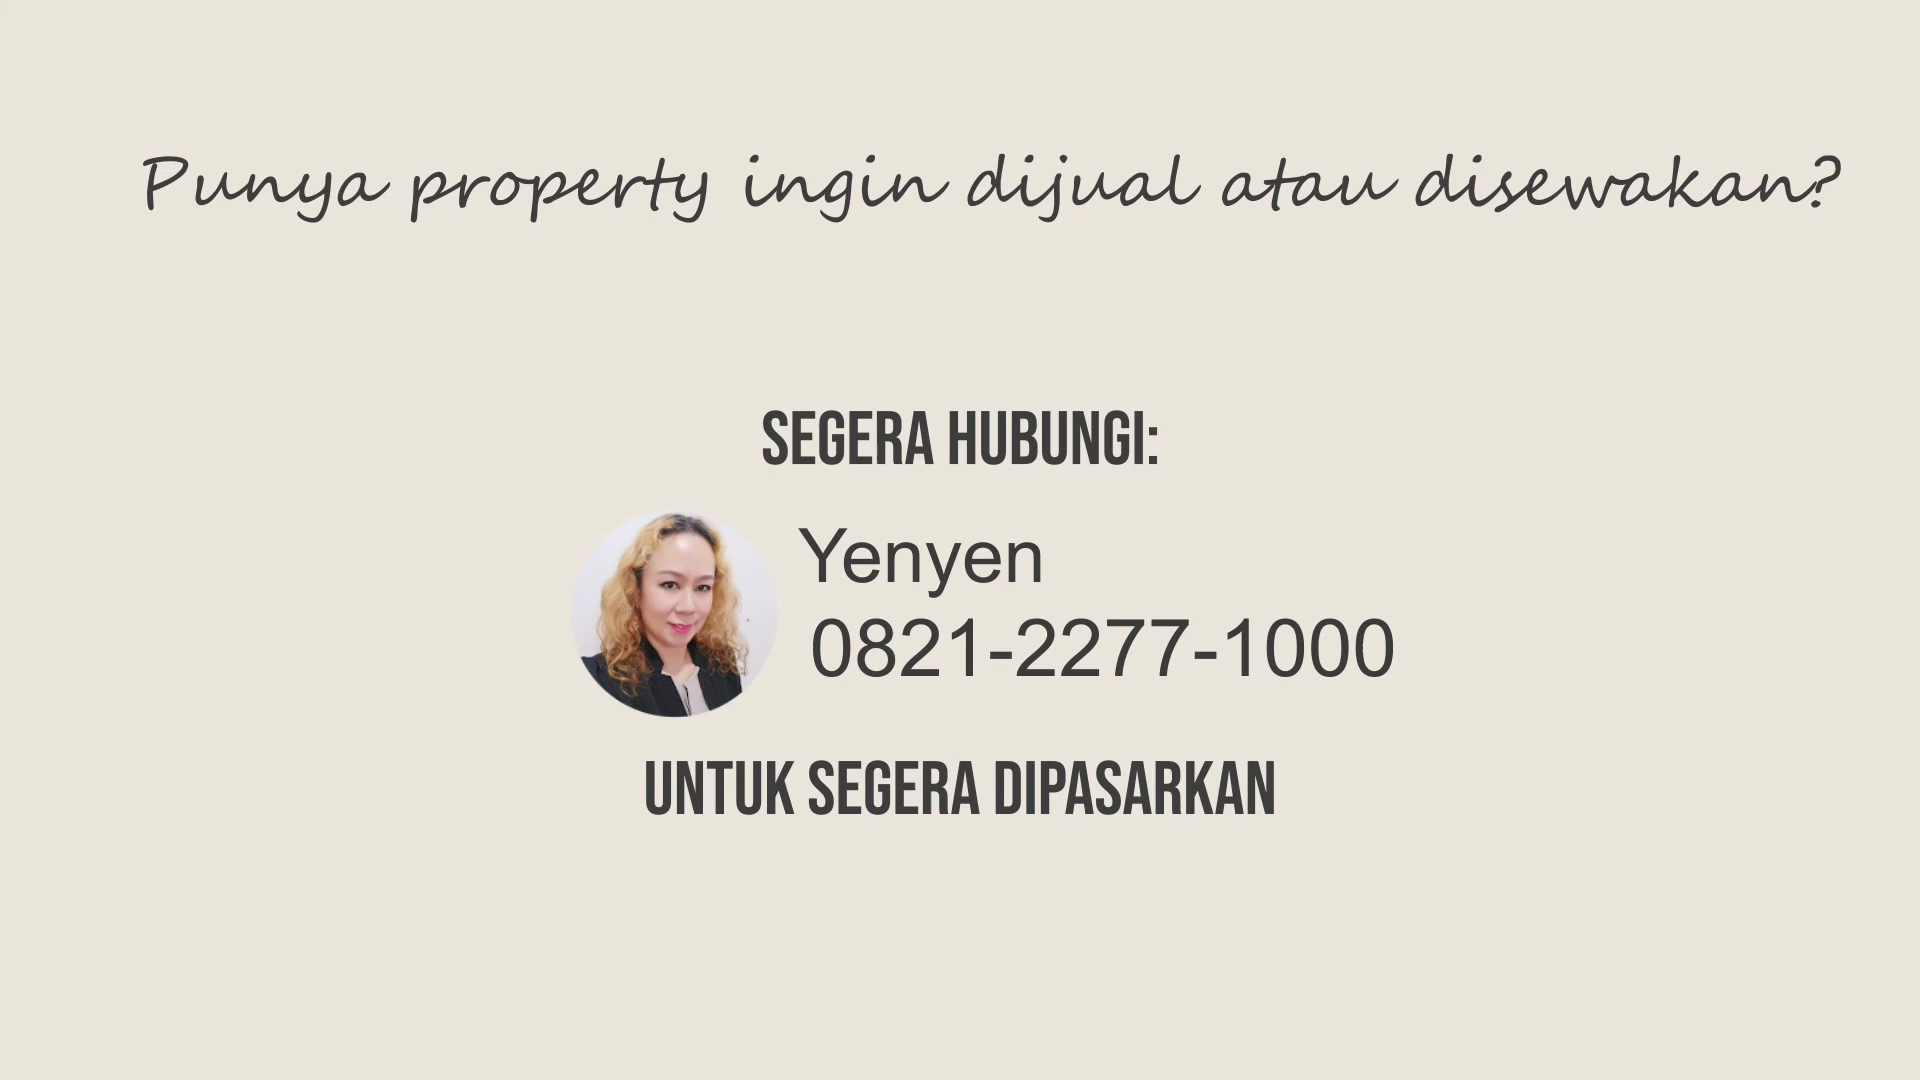 Punya property ingin dijual atau disewakan?
SEGERA HUBUNGI:
Yenyen
0821-2277-1000
UNTUK SEGERA DIPASARKAN